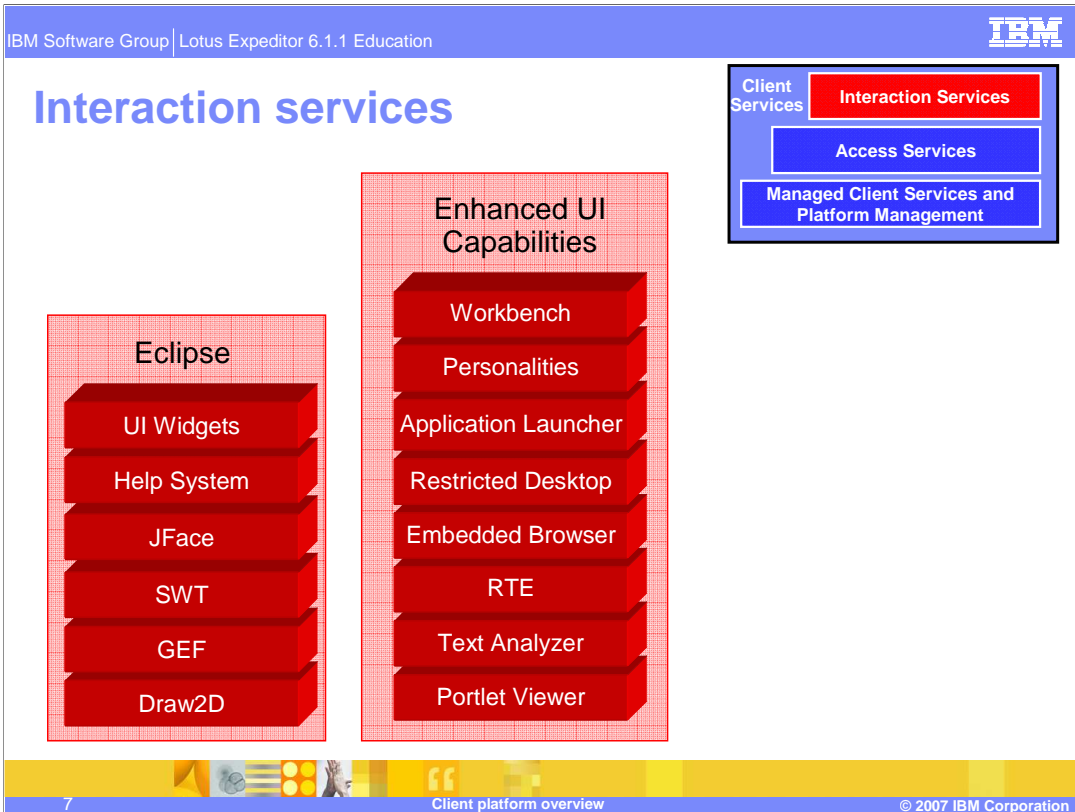 IBM Software Group | Lotus Expeditor 6.1.1 Education
IBM
Interaction services
Client
Services
Interaction Services
Access Services
Managed Client Services and
Platform Management
Eclipse
UI Widgets
Help System
JFace
SWT
GEF
Draw2D
Enhanced UI
Capabilities
Workbench
Personalities
Application Launcher
Restricted Desktop
Embedded Browser
RTE
Text Analyzer
Portlet Viewer
7
Client platform overview
© 2007 IBM Corporation